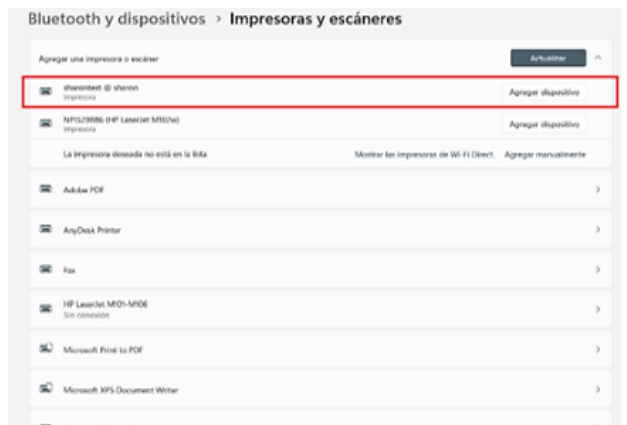 Bluetooth y dispositivos › Impresoras y escáneres
Agregar una impresora o escáner
Actualizar
sharontest @ sharon
Impresora
Agregar dispositivo
(HP LaserJet M102w)
Impresora
Agregar dispositivo
La impresora deseada no está en la lista
Mostrar las impresoras de Wi-Fi Direct.
Agregar manualmente
Adobe PDF
AnyDesk Printer
Fax
HP LaserJet M101-M106
Sin conexión
Microsoft Print to PDF
Microsoft XPS Document Writer